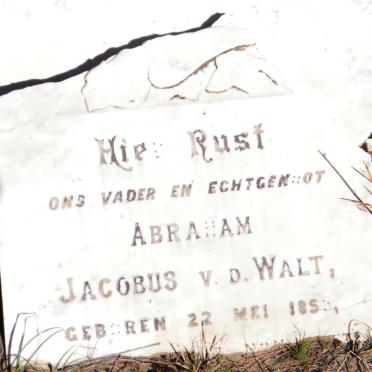 Hier Rust
ONS VADER EN ECHTGENOOT
ABRAHAM
JACOBUS V. D. WALT,
GEBOREN 22 MEI